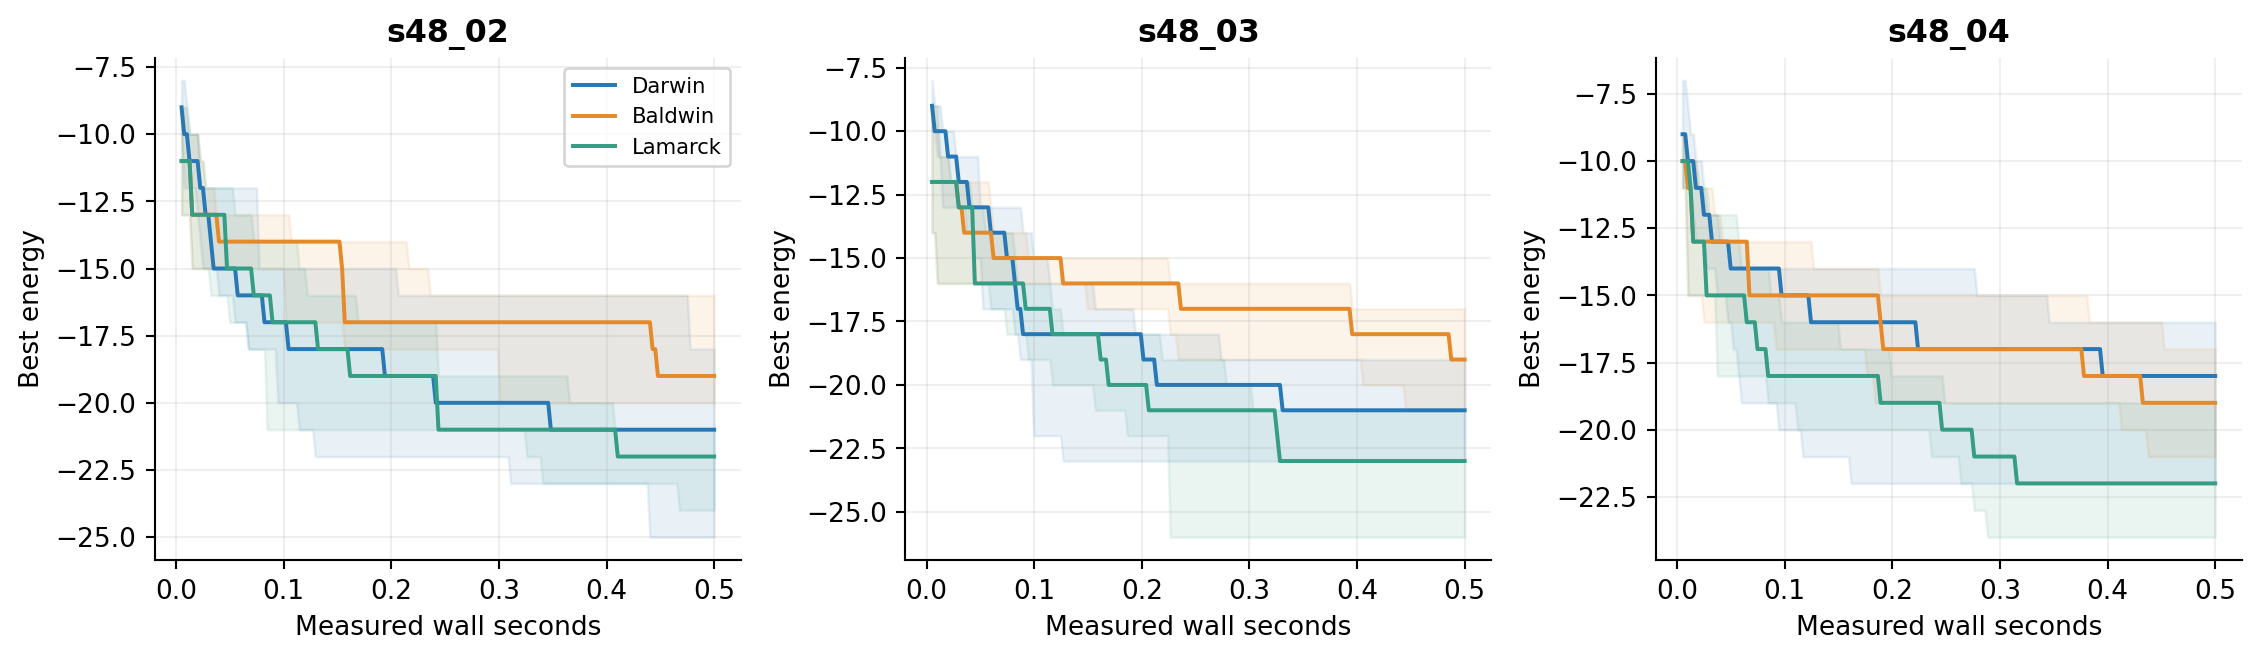 s48_02
Best energy
−7.5
−10.0
−12.5
−15.0
−17.5
−20.0
−22.5
−25.0
Darwin
Baldwin
Lamarck
0.0 0.1 0.2 0.3 0.4 0.5
Measured wall seconds
s48_03
Best energy
−7.5
−10.0
−12.5
−15.0
−17.5
−20.0
−22.5
−25.0
0.0 0.1 0.2 0.3 0.4 0.5
Measured wall seconds
s48_04
Best energy
−7.5
−10.0
−12.5
−15.0
−17.5
−20.0
−22.5
0.0 0.1 0.2 0.3 0.4 0.5
Measured wall seconds